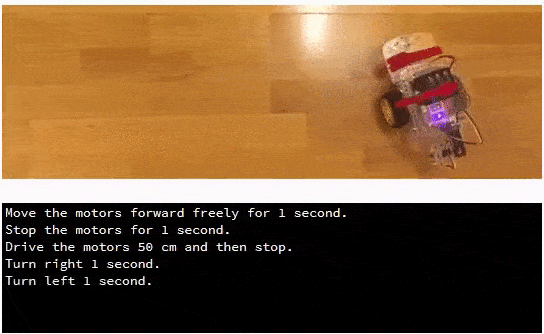 Move the motors forward freely for 1 second.
Stop the motors for 1 second.
Drive the motors 50 cm and then stop.
Turn right 1 second.
Turn left 1 second.